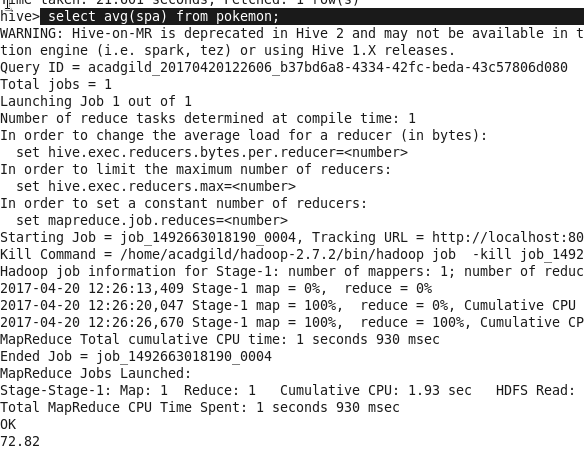 Time taken: 21.001 seconds, Fetched: 1 row(s)
hive> select avg(spa) from pokemon;
WARNING: Hive-on-MR is deprecated in Hive 2 and may not be available in t
tion engine (i.e. spark, tez) or using Hive 1.X releases.
Query ID = acadgild_20170420122606_b37bd6a8-4334-42fc-beda-43c57806d080
Total jobs = 1
Launching Job 1 out of 1
Number of reduce tasks determined at compile time: 1
In order to change the average load for a reducer (in bytes):
  set hive.exec.reducers.bytes.per.reducer=<number>
In order to limit the maximum number of reducers:
  set hive.exec.reducers.max=<number>
In order to set a constant number of reducers:
  set mapreduce.job.reduces=<number>
Starting Job = job_1492663018190_0004, Tracking URL = http://localhost:80
Kill Command = /home/acadgild/hadoop-2.7.2/bin/hadoop job  -kill job_1492
Hadoop job information for Stage-1: number of mappers: 1; number of reduc
2017-04-20 12:26:13,409 Stage-1 map = 0%,  reduce = 0%
2017-04-20 12:26:20,047 Stage-1 map = 100%,  reduce = 0%, Cumulative CPU
2017-04-20 12:26:26,670 Stage-1 map = 100%,  reduce = 100%, Cumulative CP
MapReduce Total cumulative CPU time: 1 seconds 930 msec
Ended Job = job_1492663018190_0004
MapReduce Jobs Launched:
Stage-Stage-1: Map: 1  Reduce: 1   Cumulative CPU: 1.93 sec   HDFS Read:
Total MapReduce CPU Time Spent: 1 seconds 930 msec
OK
72.82